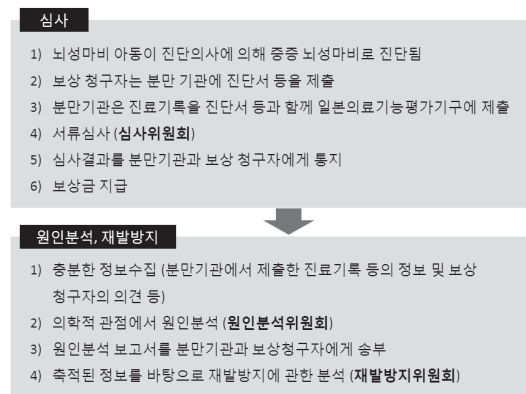 심사
1) 뇌성마비 아동이 진단의사에 의해 중증 뇌성마비로 진단됨
2) 보상 청구자는 분만 기관에 진단서 등을 제출
3) 분만기관은 진료기록을 진단서 등과 함께 일본의료기능평가기구에 제출
4) 서류심사 (심사위원회)
5) 심사결과를 분만기관과 보상 청구자에게 통지
6) 보상금 지급
원인분석, 재발방지
1) 충분한 정보수집 (분만기관에서 제출한 진료기록 등의 정보 및 보상
청구자의 의견 등)
2) 의학적 관점에서 원인분석 (원인분석위원회)
3) 원인분석 보고서를 분만기관과 보상청구자에게 송부
4) 축적된 정보를 바탕으로 재발방지에 관한 분석 (재발방지위원회)